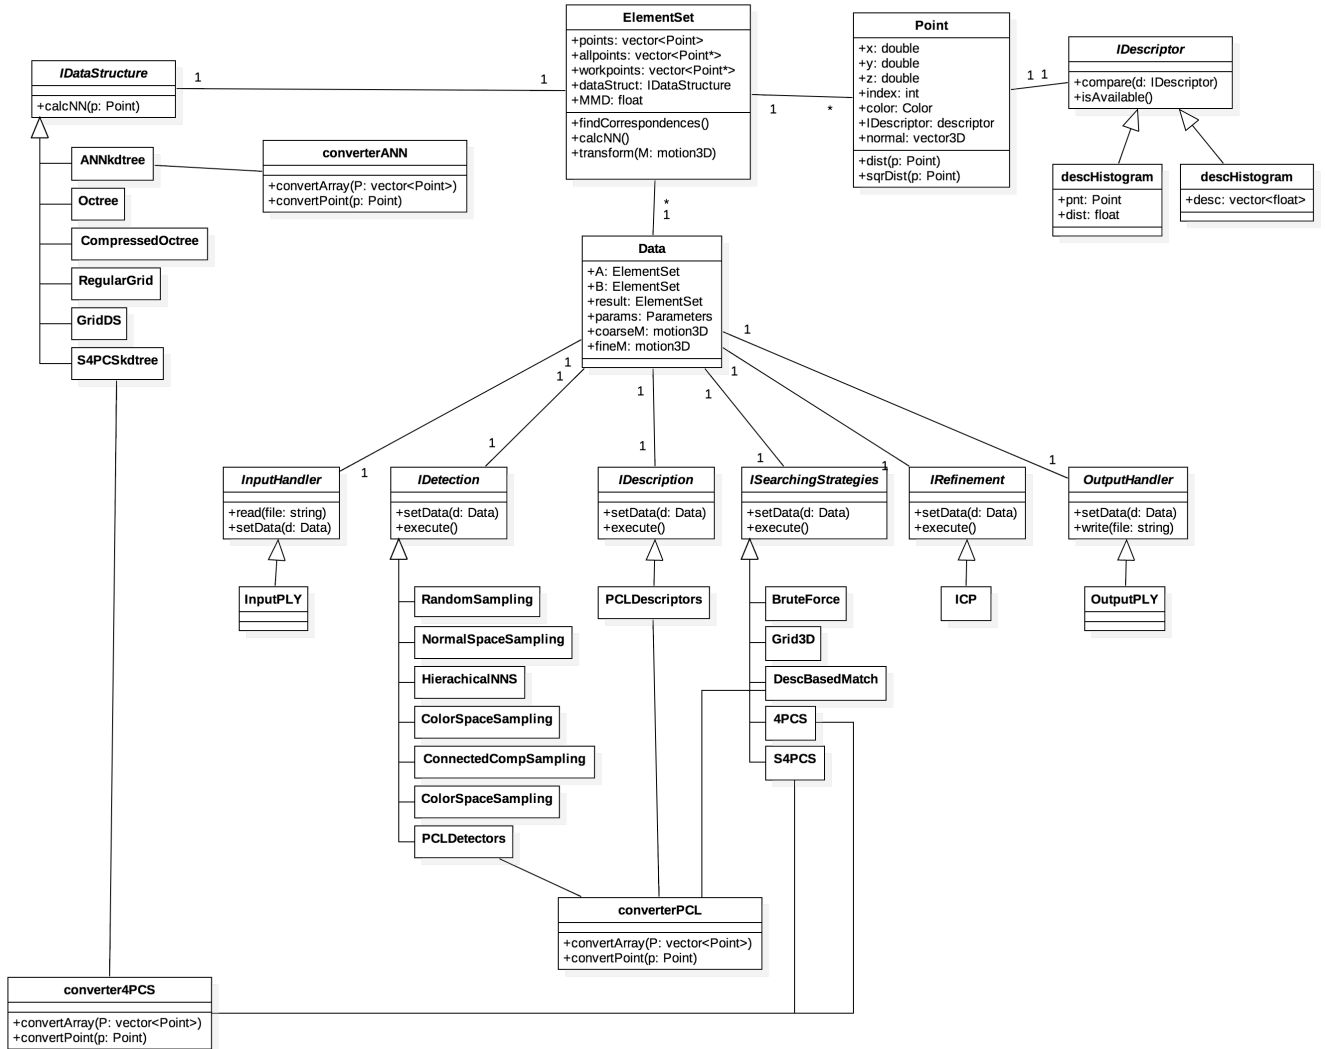 ElementSet
+points: vector<Point>
+allpoints: vector<Point*>
+workpoints: vector<Point*>
+dataStruct: IDataStructure
+MMD: float
+findCorrespondences()
+calcNN()
+transform(M: motion3D)
Point
+x: double
+y: double
+z: double
+index: int
+color: Color
+IDescriptor: descriptor
+normal: vector3D
+dist(p: Point)
+sqrDist(p: Point)
IDescriptor
+compare(d: IDescriptor)
+isAvailable()
IDataStructure
+calcNN(p: Point)
1
1
1
*
1 1
ANNkdtree
Octree
CompressedOctree
RegularGrid
GridDS
S4PCSkdtree
converterANN
+convertArray(P: vector<Point>)
+convertPoint(p: Point)
descHistogram
+pnt: Point
+dist: float
descHistogram
+desc: vector<float>
*
1
Data
+A: ElementSet
+B: ElementSet
+result: ElementSet
+params: Parameters
+coarseM: motion3D
+fineM: motion3D
1
1
1
1
1
1
1
1
1
1
1
1
InputHandler
+read(file: string)
+setData(d: Data)
IDetection
+setData(d: Data)
+execute()
IDescription
+setData(d: Data)
+execute()
ISearchingStrategies
+setData(d: Data)
+execute()
IRefinement
+setData(d: Data)
+execute()
OutputHandler
+setData(d: Data)
+write(file: string)
InputPLY
RandomSampling
NormalSpaceSampling
HierachicalNNS
ColorSpaceSampling
ConnectedCompSampling
ColorSpaceSampling
PCLDetectors
PCLDescriptors
BruteForce
Grid3D
DescBasedMatch
4PCS
S4PCS
ICP
OutputPLY
converterPCL
+convertArray(P: vector<Point>)
+convertPoint(p: Point)
converter4PCS
+convertArray(P: vector<Point>)
+convertPoint(p: Point)